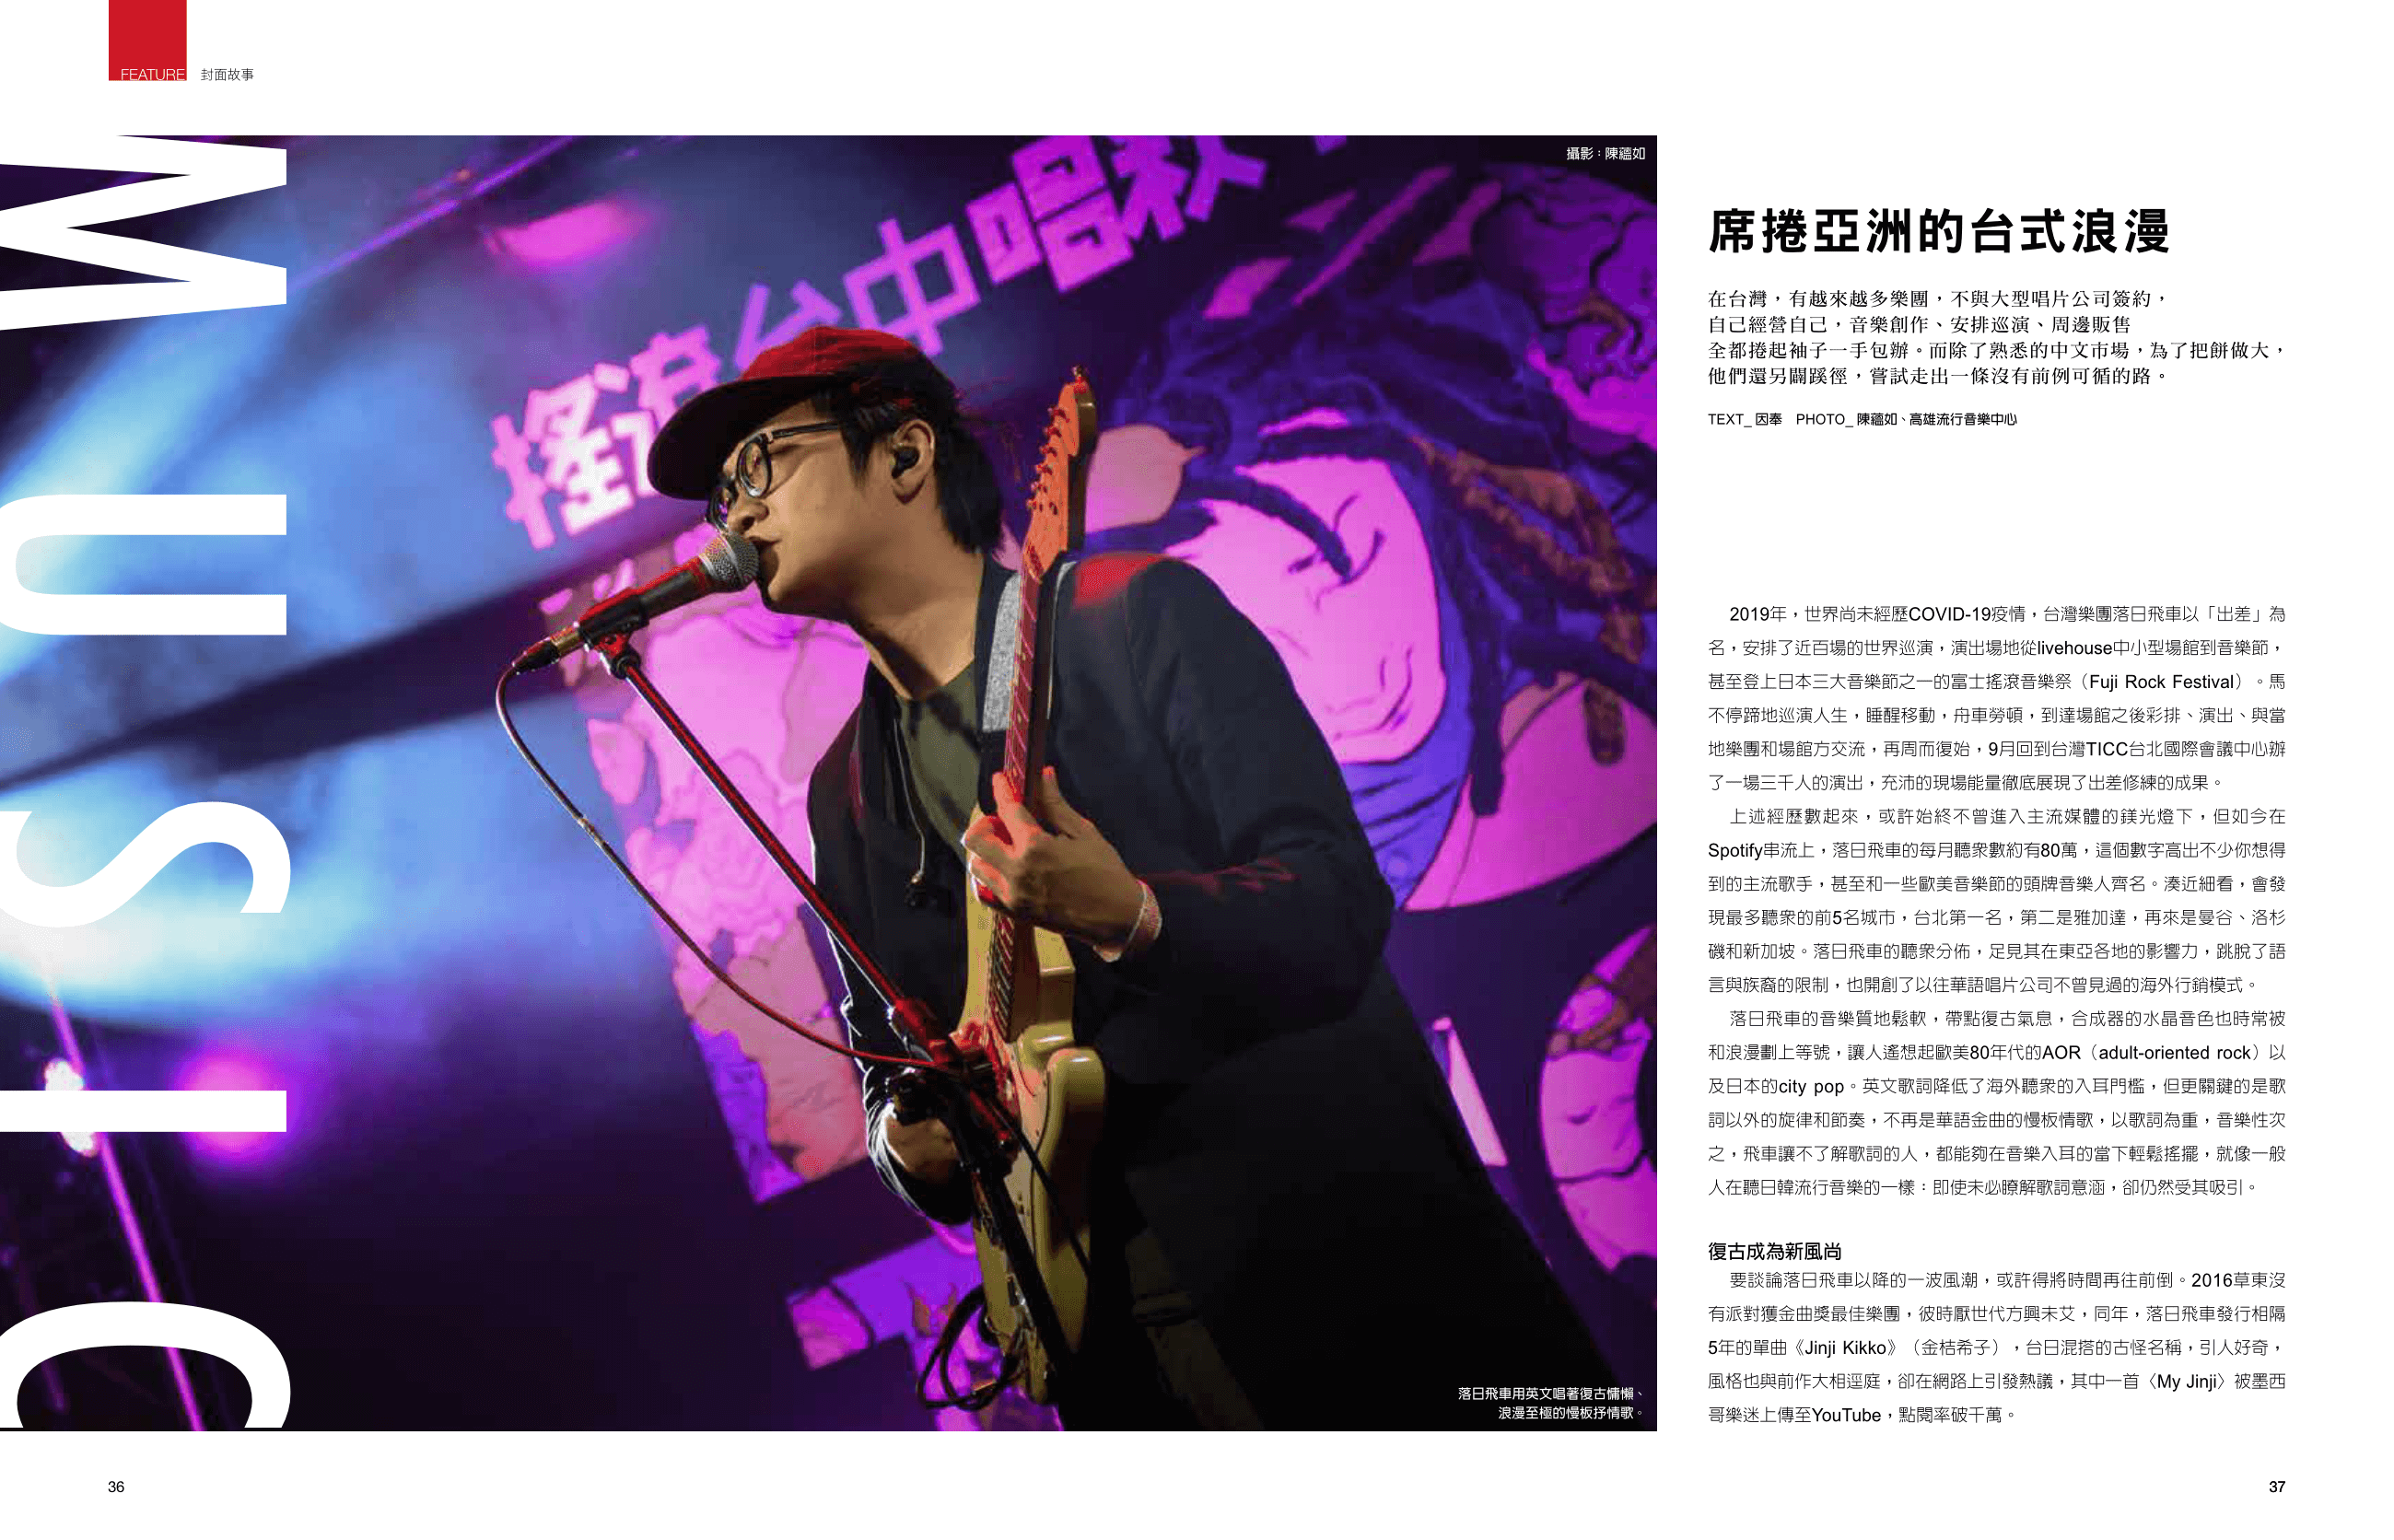 FEATURE 封面故事
MUSIC
攝影：陳蘊如
搖滾台中唱
落日飛車用英文唱著復古慵懶、
浪漫至極的慢板抒情歌。
席捲亞洲的台式浪漫
在台灣，有越來越多樂團，不與大型唱片公司簽約，
自己經營自己，音樂創作、安排巡演、周邊販售
全都捲起袖子一手包辦。而除了熟悉的中文市場，為了把餅做大，
他們還另闢蹊徑，嘗試走出一條沒有前例可循的路。
TEXT_ 因奉　PHOTO_ 陳蘊如、高雄流行音樂中心
2019年，世界尚未經歷COVID-19疫情，台灣樂團落日飛車以「出差」為
名，安排了近百場的世界巡演，演出場地從livehouse中小型場館到音樂節，
甚至登上日本三大音樂節之一的富士搖滾音樂祭（Fuji Rock Festival）。馬
不停蹄地巡演人生，睡醒移動，舟車勞頓，到達場館之後彩排、演出、與當
地樂團和場館方交流，再周而復始，9月回到台灣TICC台北國際會議中心辦
了一場三千人的演出，充沛的現場能量徹底展現了出差修練的成果。
上述經歷數起來，或許始終不曾進入主流媒體的鎂光燈下，但如今在
Spotify串流上，落日飛車的每月聽眾數約有80萬，這個數字高出不少你想得
到的主流歌手，甚至和一些歐美音樂節的頭牌音樂人齊名。湊近細看，會發
現最多聽眾的前5名城市，台北第一名，第二是雅加達，再來是曼谷、洛杉
磯和新加坡。落日飛車的聽眾分佈，足見其在東亞各地的影響力，跳脫了語
言與族裔的限制，也開創了以往華語唱片公司不曾見過的海外行銷模式。
落日飛車的音樂質地鬆軟，帶點復古氣息，合成器的水晶音色也時常被
和浪漫劃上等號，讓人遙想起歐美80年代的AOR（adult-oriented rock）以
及日本的city pop。英文歌詞降低了海外聽眾的入耳門檻，但更關鍵的是歌
詞以外的旋律和節奏，不再是華語金曲的慢板情歌，以歌詞為重，音樂性次
之，飛車讓不了解歌詞的人，都能夠在音樂入耳的當下輕鬆搖擺，就像一般
人在聽日韓流行音樂的一樣：即使未必瞭解歌詞意涵，卻仍然受其吸引。
復古成為新風尚
要談論落日飛車以降的一波風潮，或許得將時間再往前倒。2016草東沒
有派對獲金曲獎最佳樂團，彼時厭世代方興未艾，同年，落日飛車發行相隔
5年的單曲《Jinji Kikko》（金桔希子），台日混搭的古怪名稱，引人好奇，
風格也與前作大相逕庭，卻在網路上引發熱議，其中一首〈My Jinji〉被墨西
哥樂迷上傳至YouTube，點閱率破千萬。
36
37